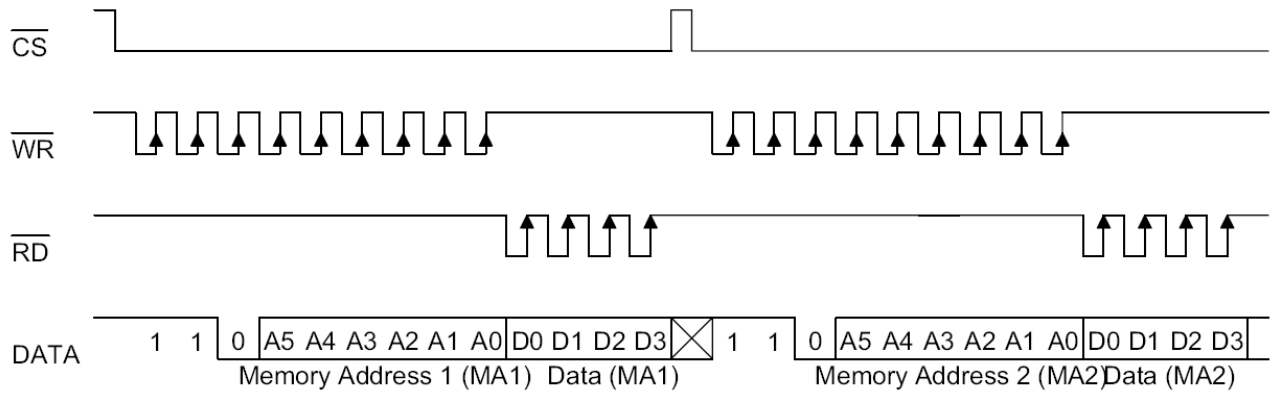 CS
WR
RD
DATA 1 1 0 A5 A4 A3 A2 A1 A0 D0 D1 D2 D3 1 1 0 A5 A4 A3 A2 A1 A0 D0 D1 D2 D3
Memory Address 1 (MA1) Data (MA1) Memory Address 2 (MA2) Data (MA2)